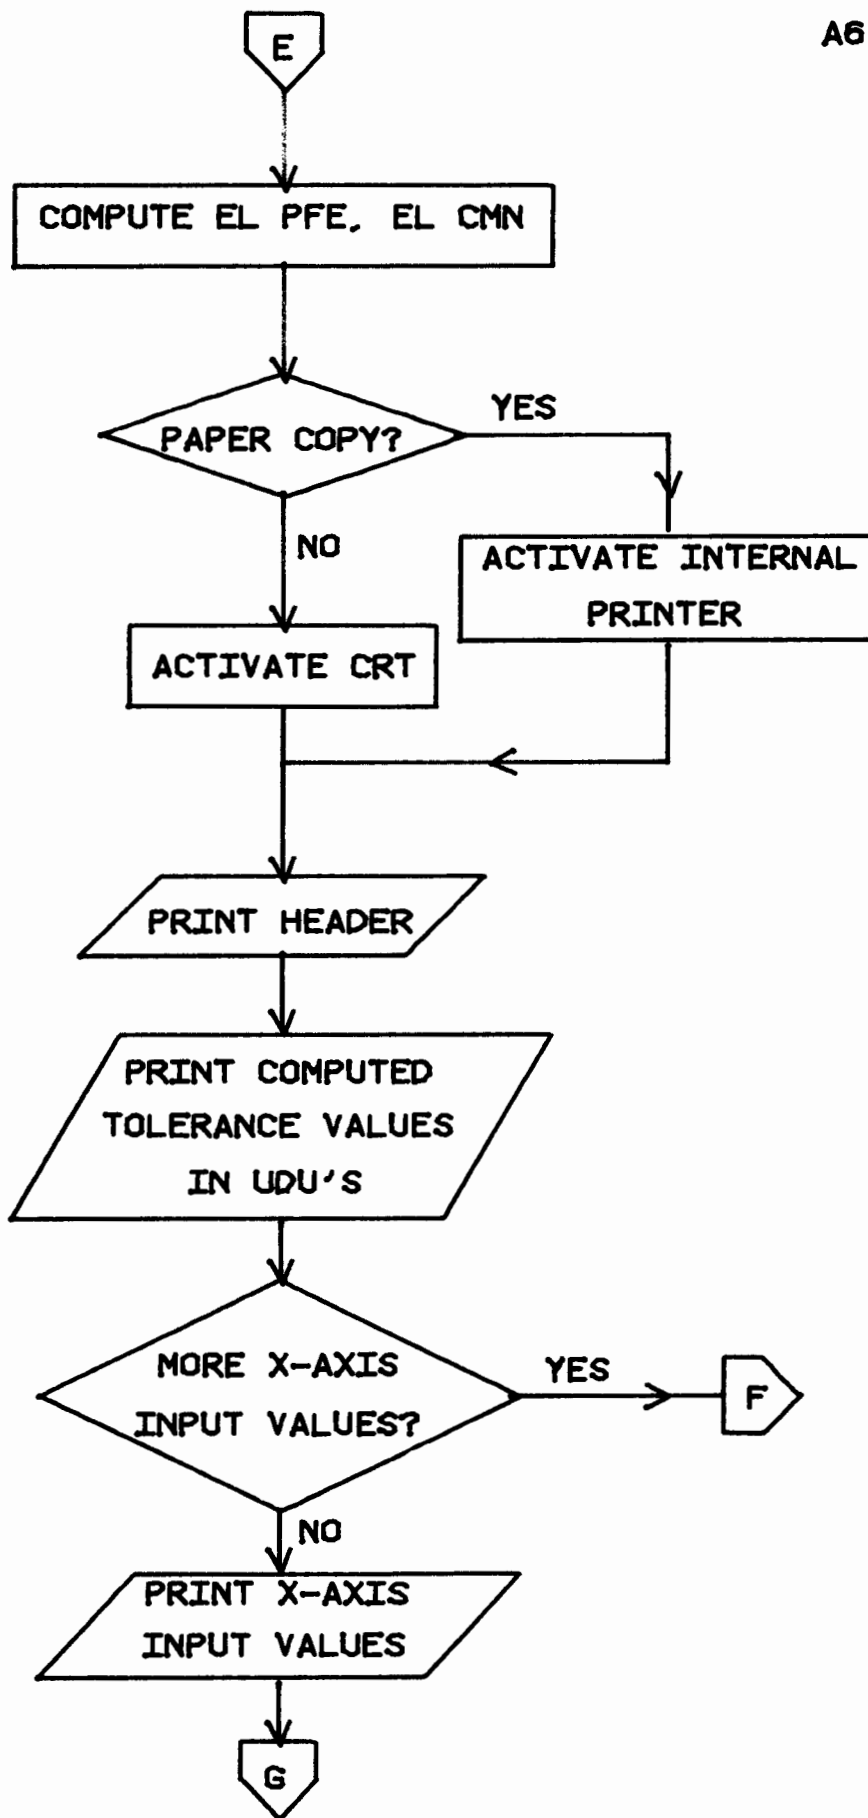 A6
E
COMPUTE EL PFE, EL CMN
PAPER COPY?
YES
NO
ACTIVATE INTERNAL
PRINTER
ACTIVATE CRT
PRINT HEADER
PRINT COMPUTED
TOLERANCE VALUES
IN UDU'S
MORE X-AXIS
INPUT VALUES?
YES
F
NO
PRINT X-AXIS
INPUT VALUES
G